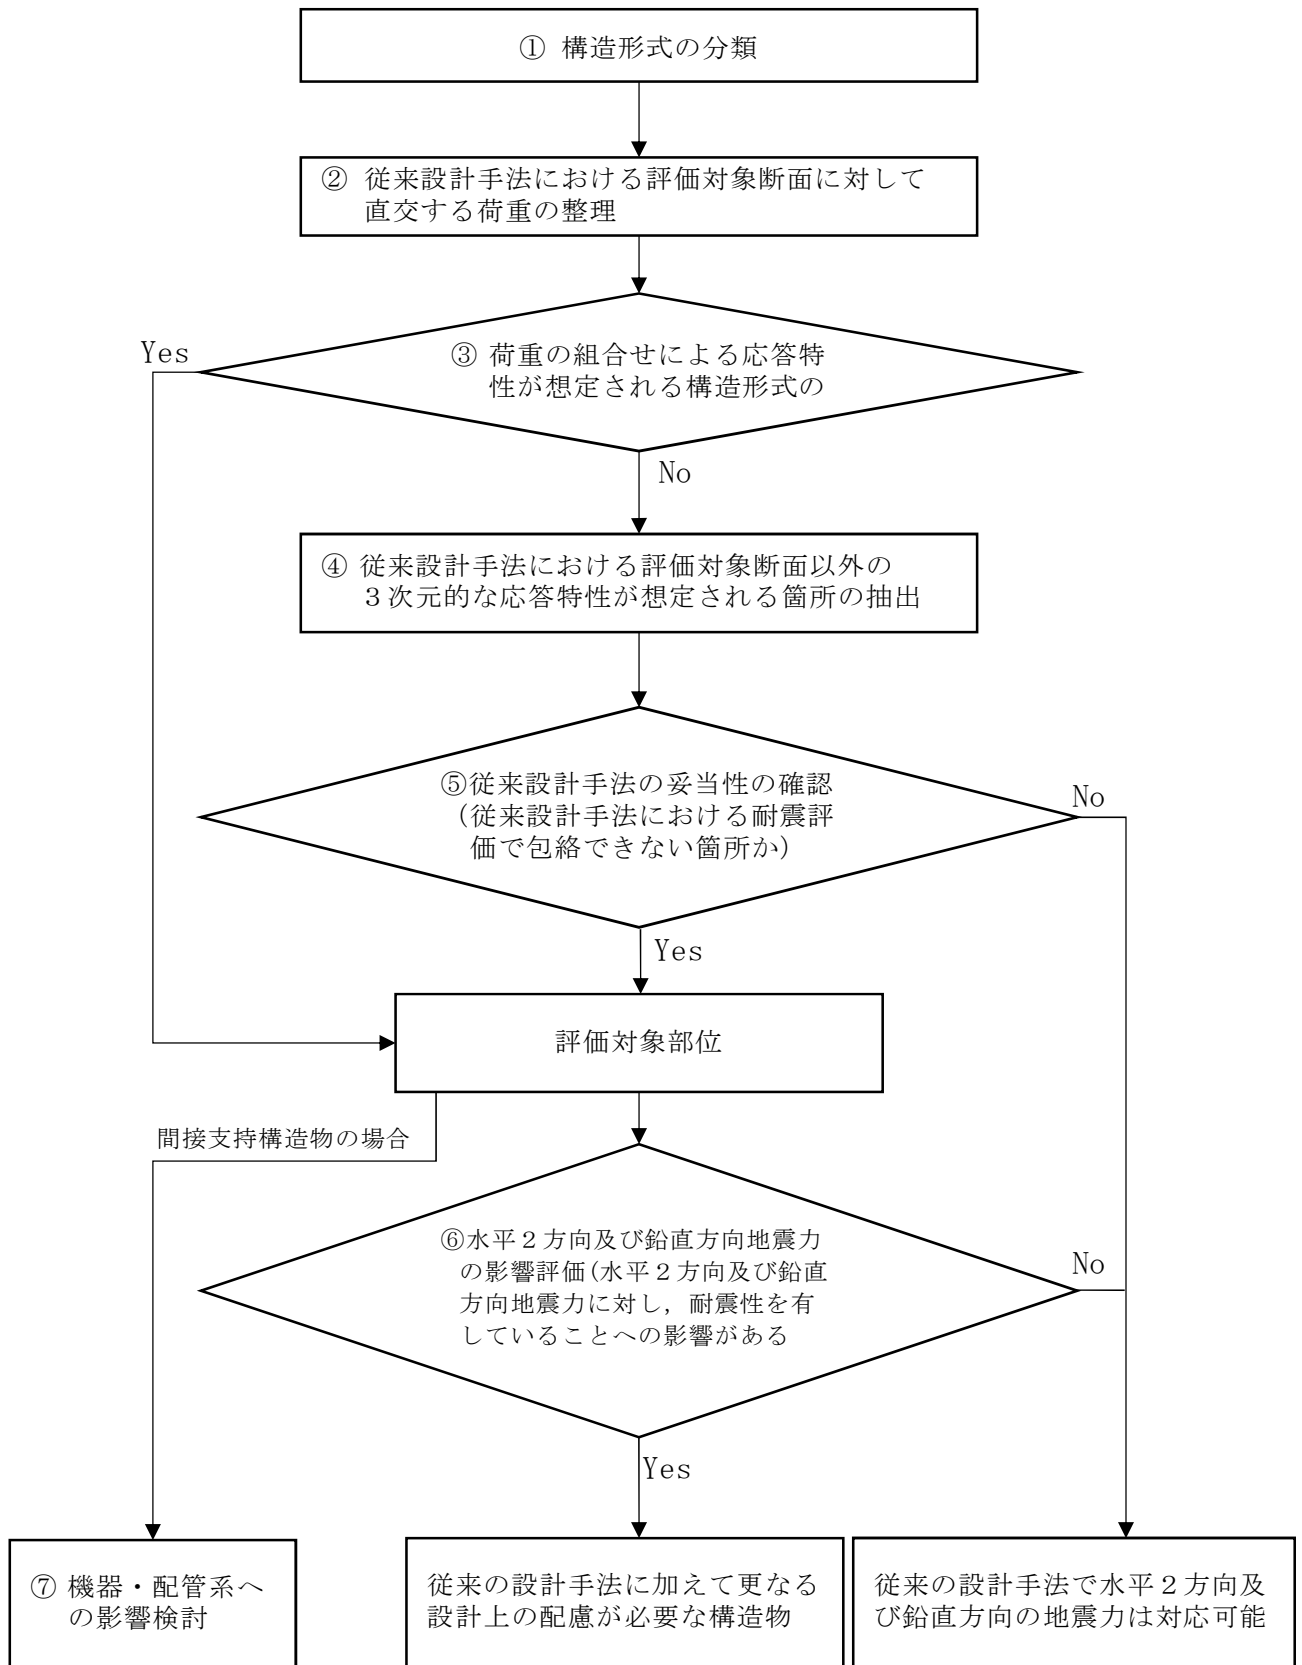 ① 構造形式の分類
② 従来設計手法における評価対象断面に対して
直交する荷重の整理
Yes
③ 荷重の組合せによる応答特
性が想定される構造形式の
No
④ 従来設計手法における評価対象断面以外の
３次元的な応答特性が想定される箇所の抽出
⑤従来設計手法の妥当性の確認
(従来設計手法における耐震評
価で包絡できない箇所か)
No
Yes
評価対象部位
間接支持構造物の場合
⑥水平２方向及び鉛直方向地震力
の影響評価(水平２方向及び鉛直
方向地震力に対し，耐震性を有
していることへの影響がある
No
Yes
⑦ 機器・配管系へ
の影響検討
従来の設計手法に加えて更なる
設計上の配慮が必要な構造物
従来の設計手法で水平２方向及
び鉛直方向の地震力は対応可能